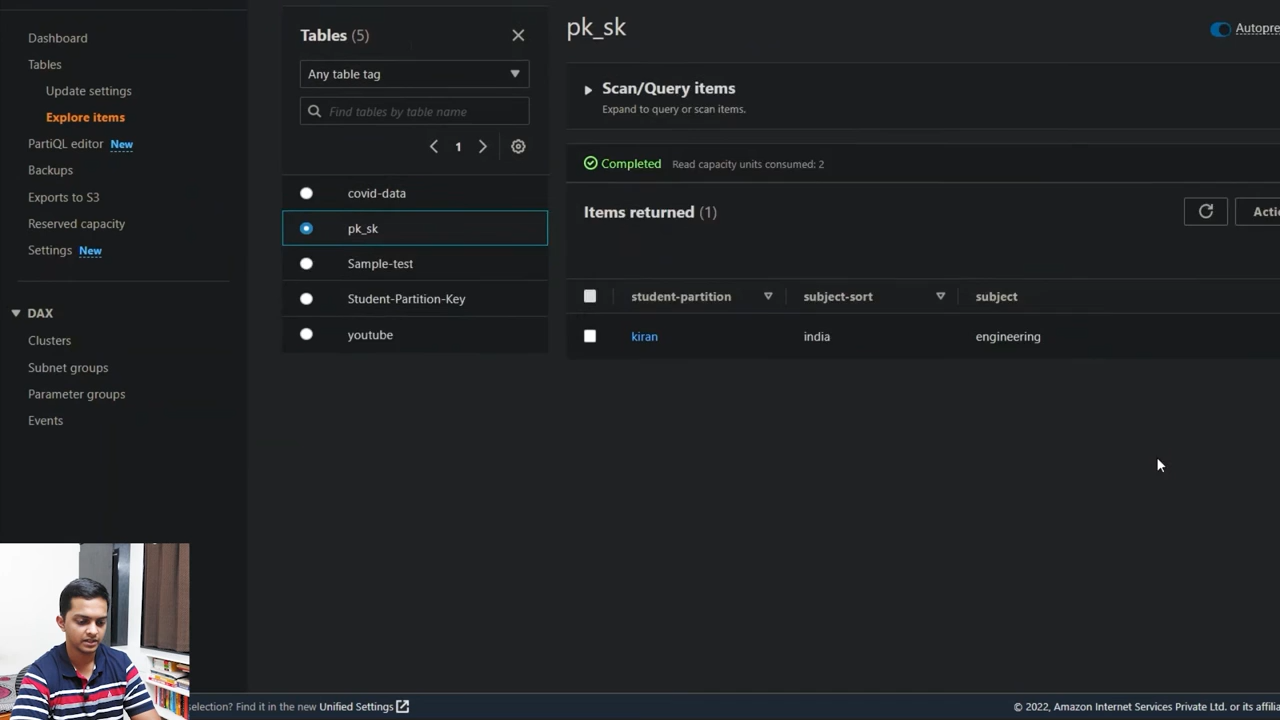 Dashboard
Tables
Update settings
Explore items
PartiQL editor New
Backups
Exports to S3
Reserved capacity
Settings New
DAX
Clusters
Subnet groups
Parameter groups
Events
Tables (5)
Any table tag
Find tables by table name
1
covid-data
pk_sk
Sample-test
Student-Partition-Key
youtube
pk_sk
Autopre
Scan/Query items
Expand to query or scan items.
Completed Read capacity units consumed: 2
Items returned (1)
Acti
student-partition subject-sort subject
kiran india engineering
selection? Find it in the new Unified Settings
© 2022, Amazon Internet Services Private Ltd. or its affilia